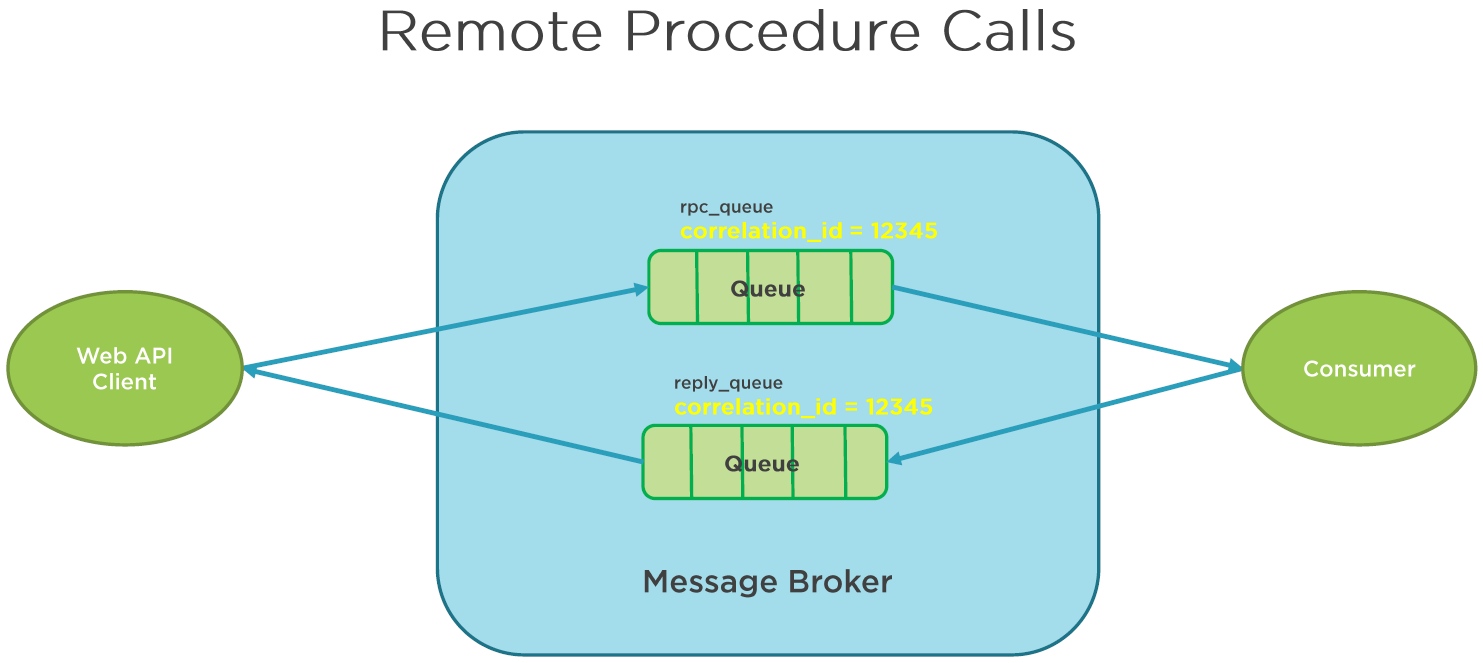 Remote Procedure Calls
rpc_queue
correlation_id = 12345
Queue
Web API
Client
Consumer
reply_queue
correlation_id = 12345
Queue
Message Broker